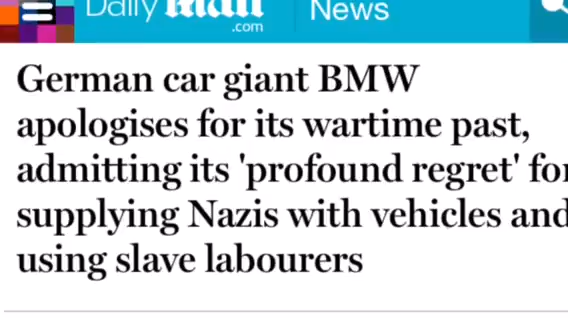 Daily Mail News
.com
German car giant BMW
apologises for its wartime past,
admitting its 'profound regret' for
supplying Nazis with vehicles and
using slave labourers